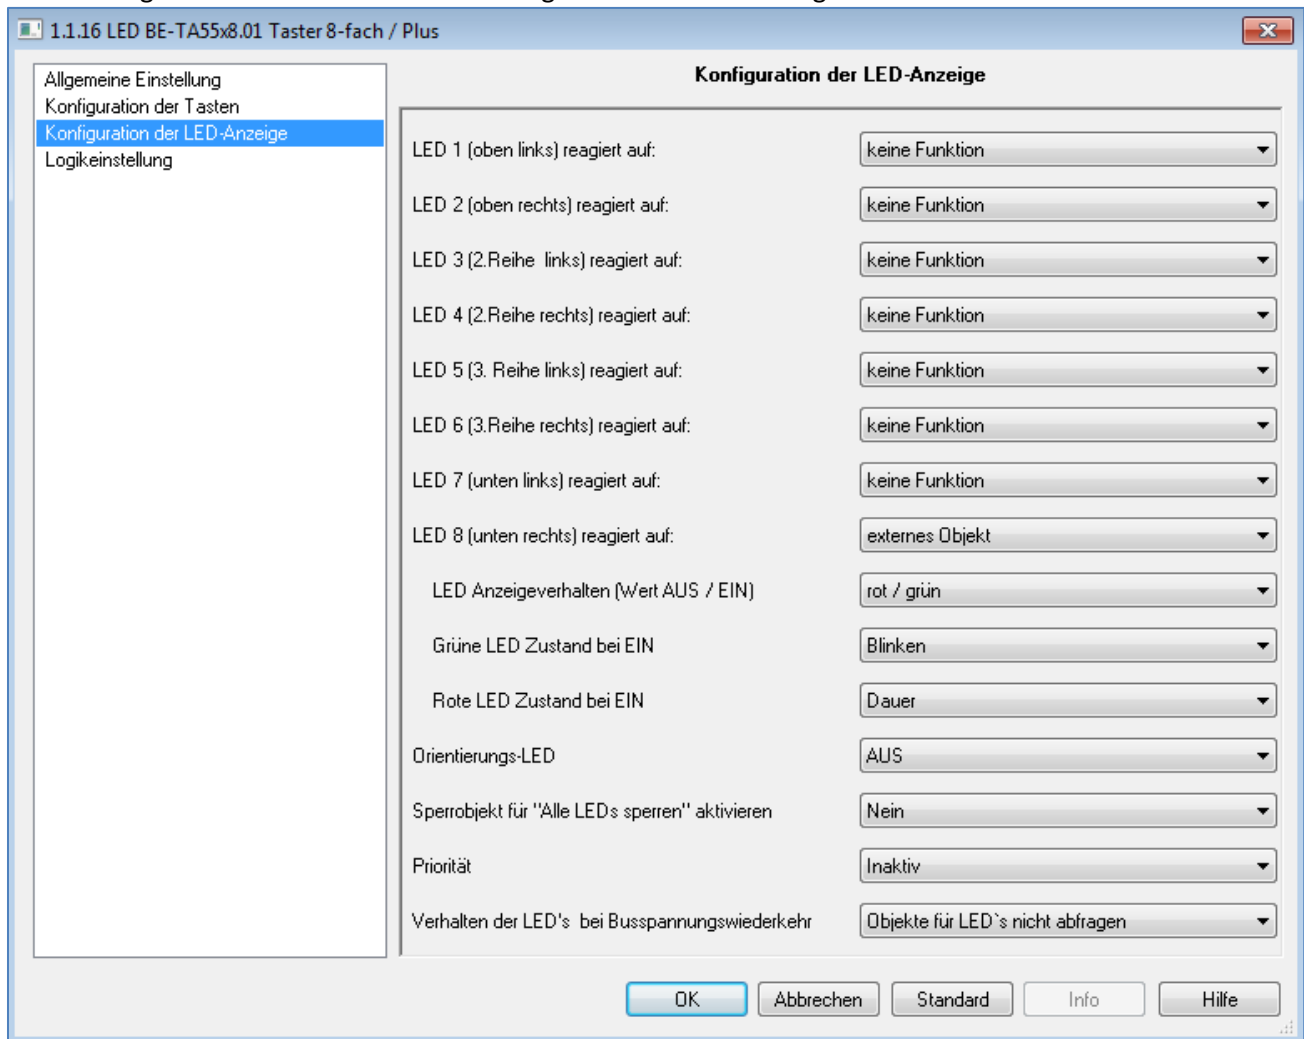 1.1.16 LED BE-TA55x8.01 Taster 8-fach / Plus
Allgemeine Einstellung
Konfiguration der Tasten
Konfiguration der LED-Anzeige
Logikeinstellung
Konfiguration der LED-Anzeige
LED 1 (oben links) reagiert auf: keine Funktion
LED 2 (oben rechts) reagiert auf: keine Funktion
LED 3 (2.Reihe  links) reagiert auf: keine Funktion
LED 4 (2.Reihe rechts) reagiert auf: keine Funktion
LED 5 (3. Reihe links) reagiert auf: keine Funktion
LED 6 (3.Reihe rechts) reagiert auf: keine Funktion
LED 7 (unten links) reagiert auf: keine Funktion
LED 8 (unten rechts) reagiert auf: externes Objekt
LED Anzeigeverhalten (Wert AUS / EIN) rot / grün
Grüne LED Zustand bei EIN Blinken
Rote LED Zustand bei EIN Dauer
Orientierungs-LED AUS
Sperrobjekt für "Alle LEDs sperren" aktivieren Nein
Priorität Inaktiv
Verhalten der LED's  bei Busspannungswiederkehr Objekte für LED`s nicht abfragen
OK Abbrechen Standard Info Hilfe